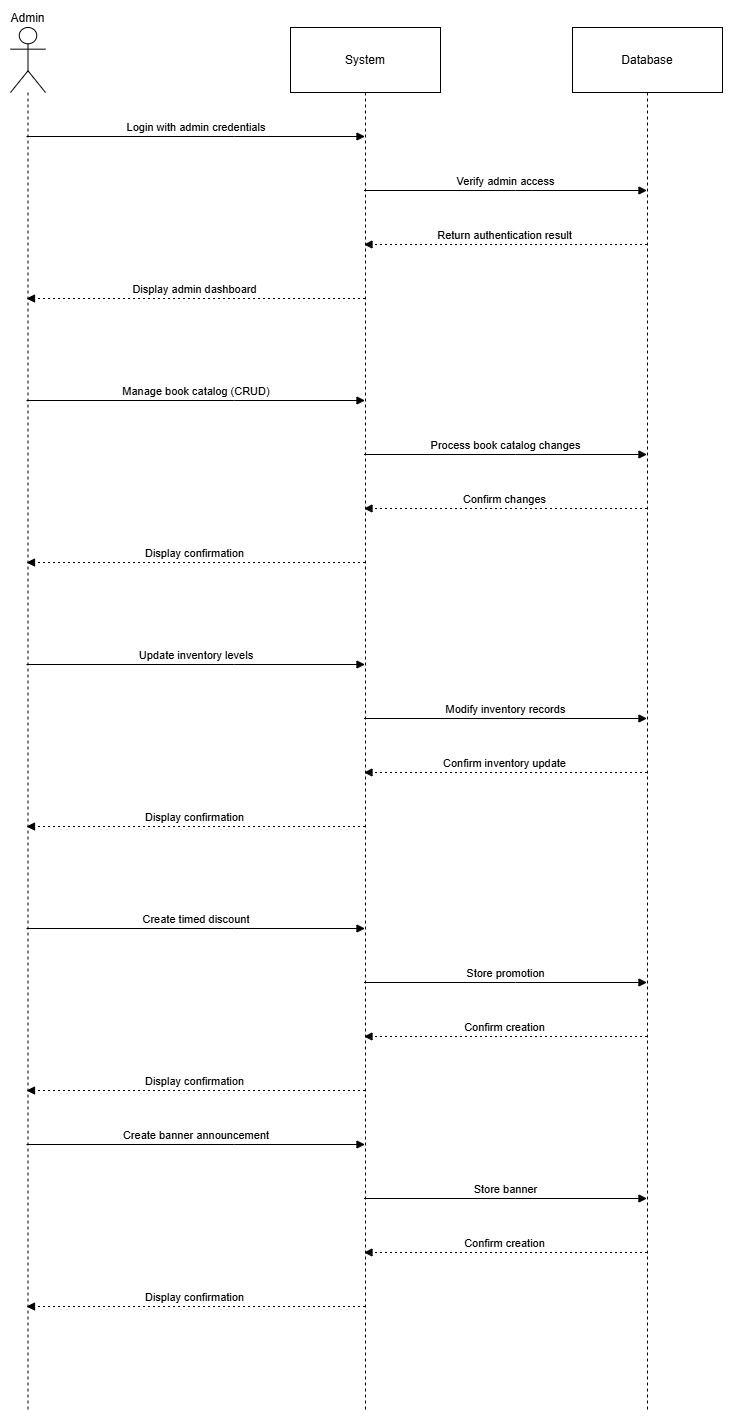 Admin
System
Database
Login with admin credentials
Verify admin access
Return authentication result
Display admin dashboard
Manage book catalog (CRUD)
Process book catalog changes
Confirm changes
Display confirmation
Update inventory levels
Modify inventory records
Confirm inventory update
Display confirmation
Create timed discount
Store promotion
Confirm creation
Display confirmation
Create banner announcement
Store banner
Confirm creation
Display confirmation